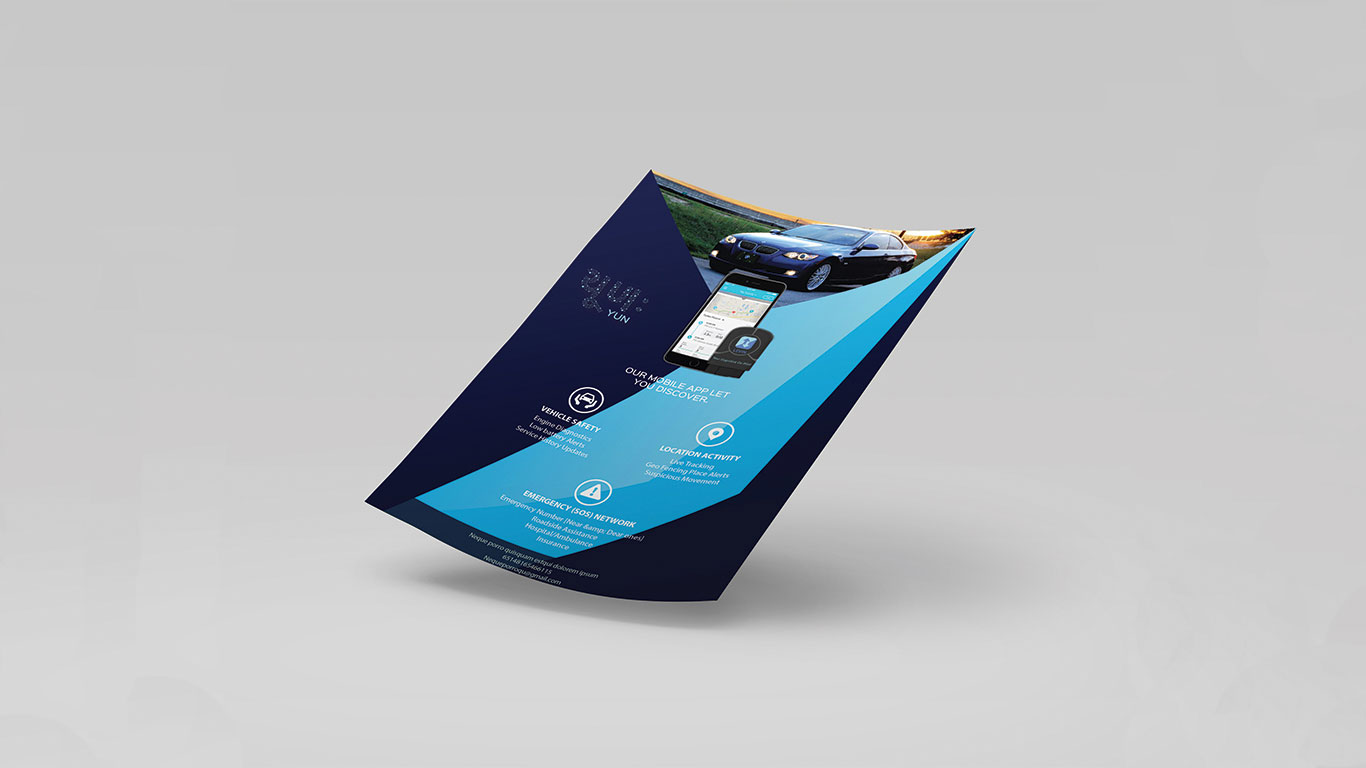 YUN
OUR MOBILE APP LET
YOU DISCOVER.
VEHICLE SAFETY
Engine Diagnostics
Low battery Alerts
Service History Updates
LOCATION ACTIVITY
Live Tracking
Geo Fencing Place Alerts
Suspicious Movement
EMERGENCY (SOS) NETWORK
Emergency Number [Near &amp; Dear ones/
Roadside Assistance
Hospital/Ambulance
Insurance
Neque porro quisquam estqui dolorem ipsum
65148165466115
Nequeporroqu@gmail.com